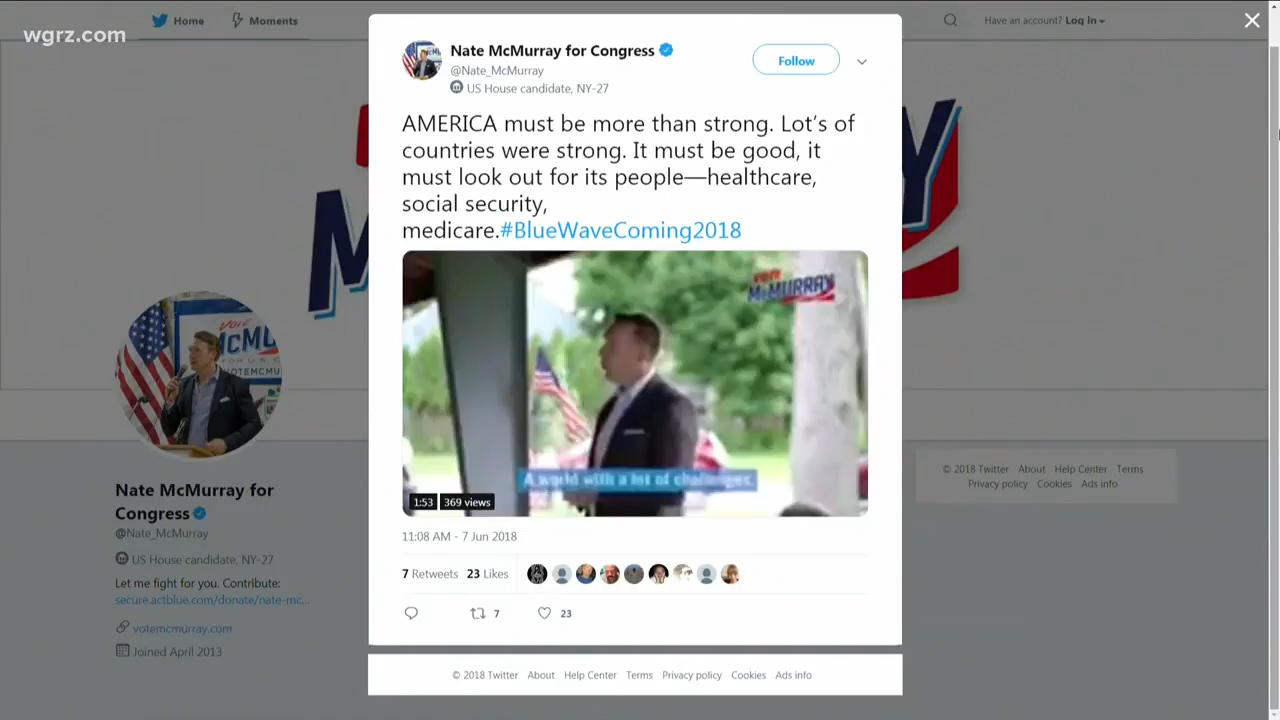 wgrz.com
Home
Moments
Have an account? Log in
Nate McMurray for Congress
@Nate_McMurray
US House candidate, NY-27
Follow
AMERICA must be more than strong. Lot’s of
countries were strong. It must be good, it
must look out for its people—healthcare,
social security,
medicare.#BlueWaveComing2018
VOTE
McMURRAY
A world with a lot of challenges.
1:53
369 views
11:08 AM - 7 Jun 2018
7 Retweets 23 Likes
7
23
© 2018 Twitter About Help Center Terms Privacy policy Cookies Ads info
M
Y
VOTE
McMU
FOR U.S. C
VOTEMCMU
Nate McMurray for
Congress
@Nate_McMurray
US House candidate, NY-27
Let me fight for you. Contribute:
secure.actblue.com/donate/nate-mc...
votemcmurray.com
Joined April 2013
© 2018 Twitter About Help Center Terms
Privacy policy Cookies Ads info